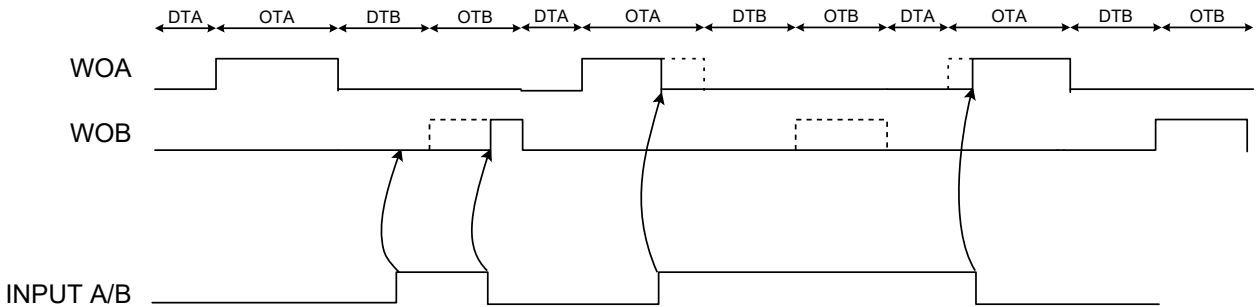 DTA OTA DTB OTB DTA OTA DTB OTB DTA OTA DTB OTB
WOA
WOB
INPUT A/B